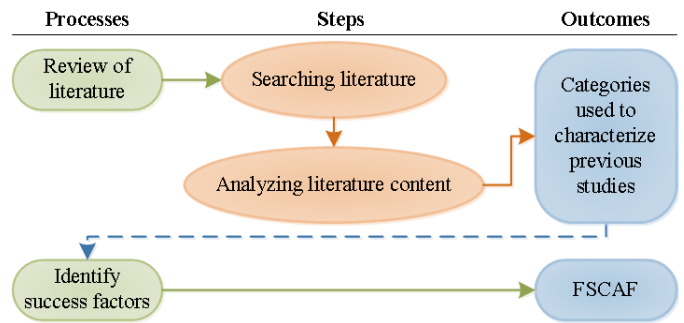 Processes
Steps
Outcomes
Review of
literature
Searching literature
Analyzing literature content
Categories
used to
characterize
previous
studies
Identify
success factors
FSCAF